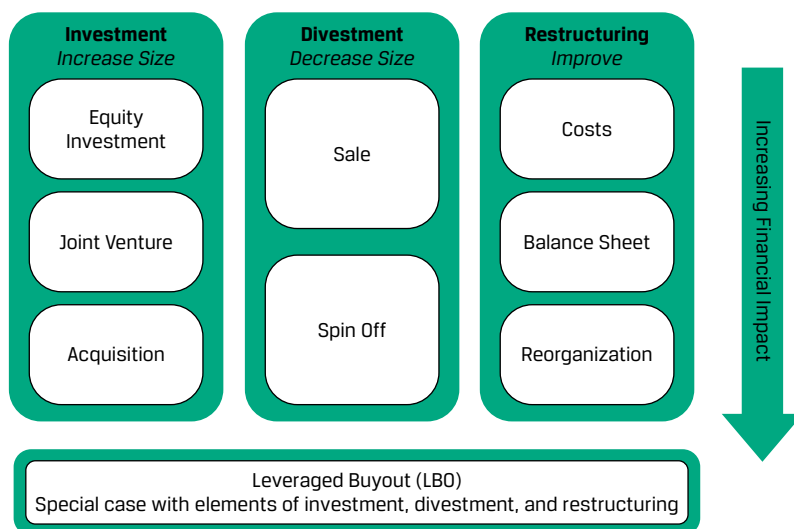 Investment
Increase Size
Equity
Investment
Joint Venture
Acquisition
Divestment
Decrease Size
Sale
Spin Off
Restructuring
Improve
Costs
Balance Sheet
Reorganization
Increasing Financial Impact
Leveraged Buyout (LBO)
Special case with elements of investment, divestment, and restructuring